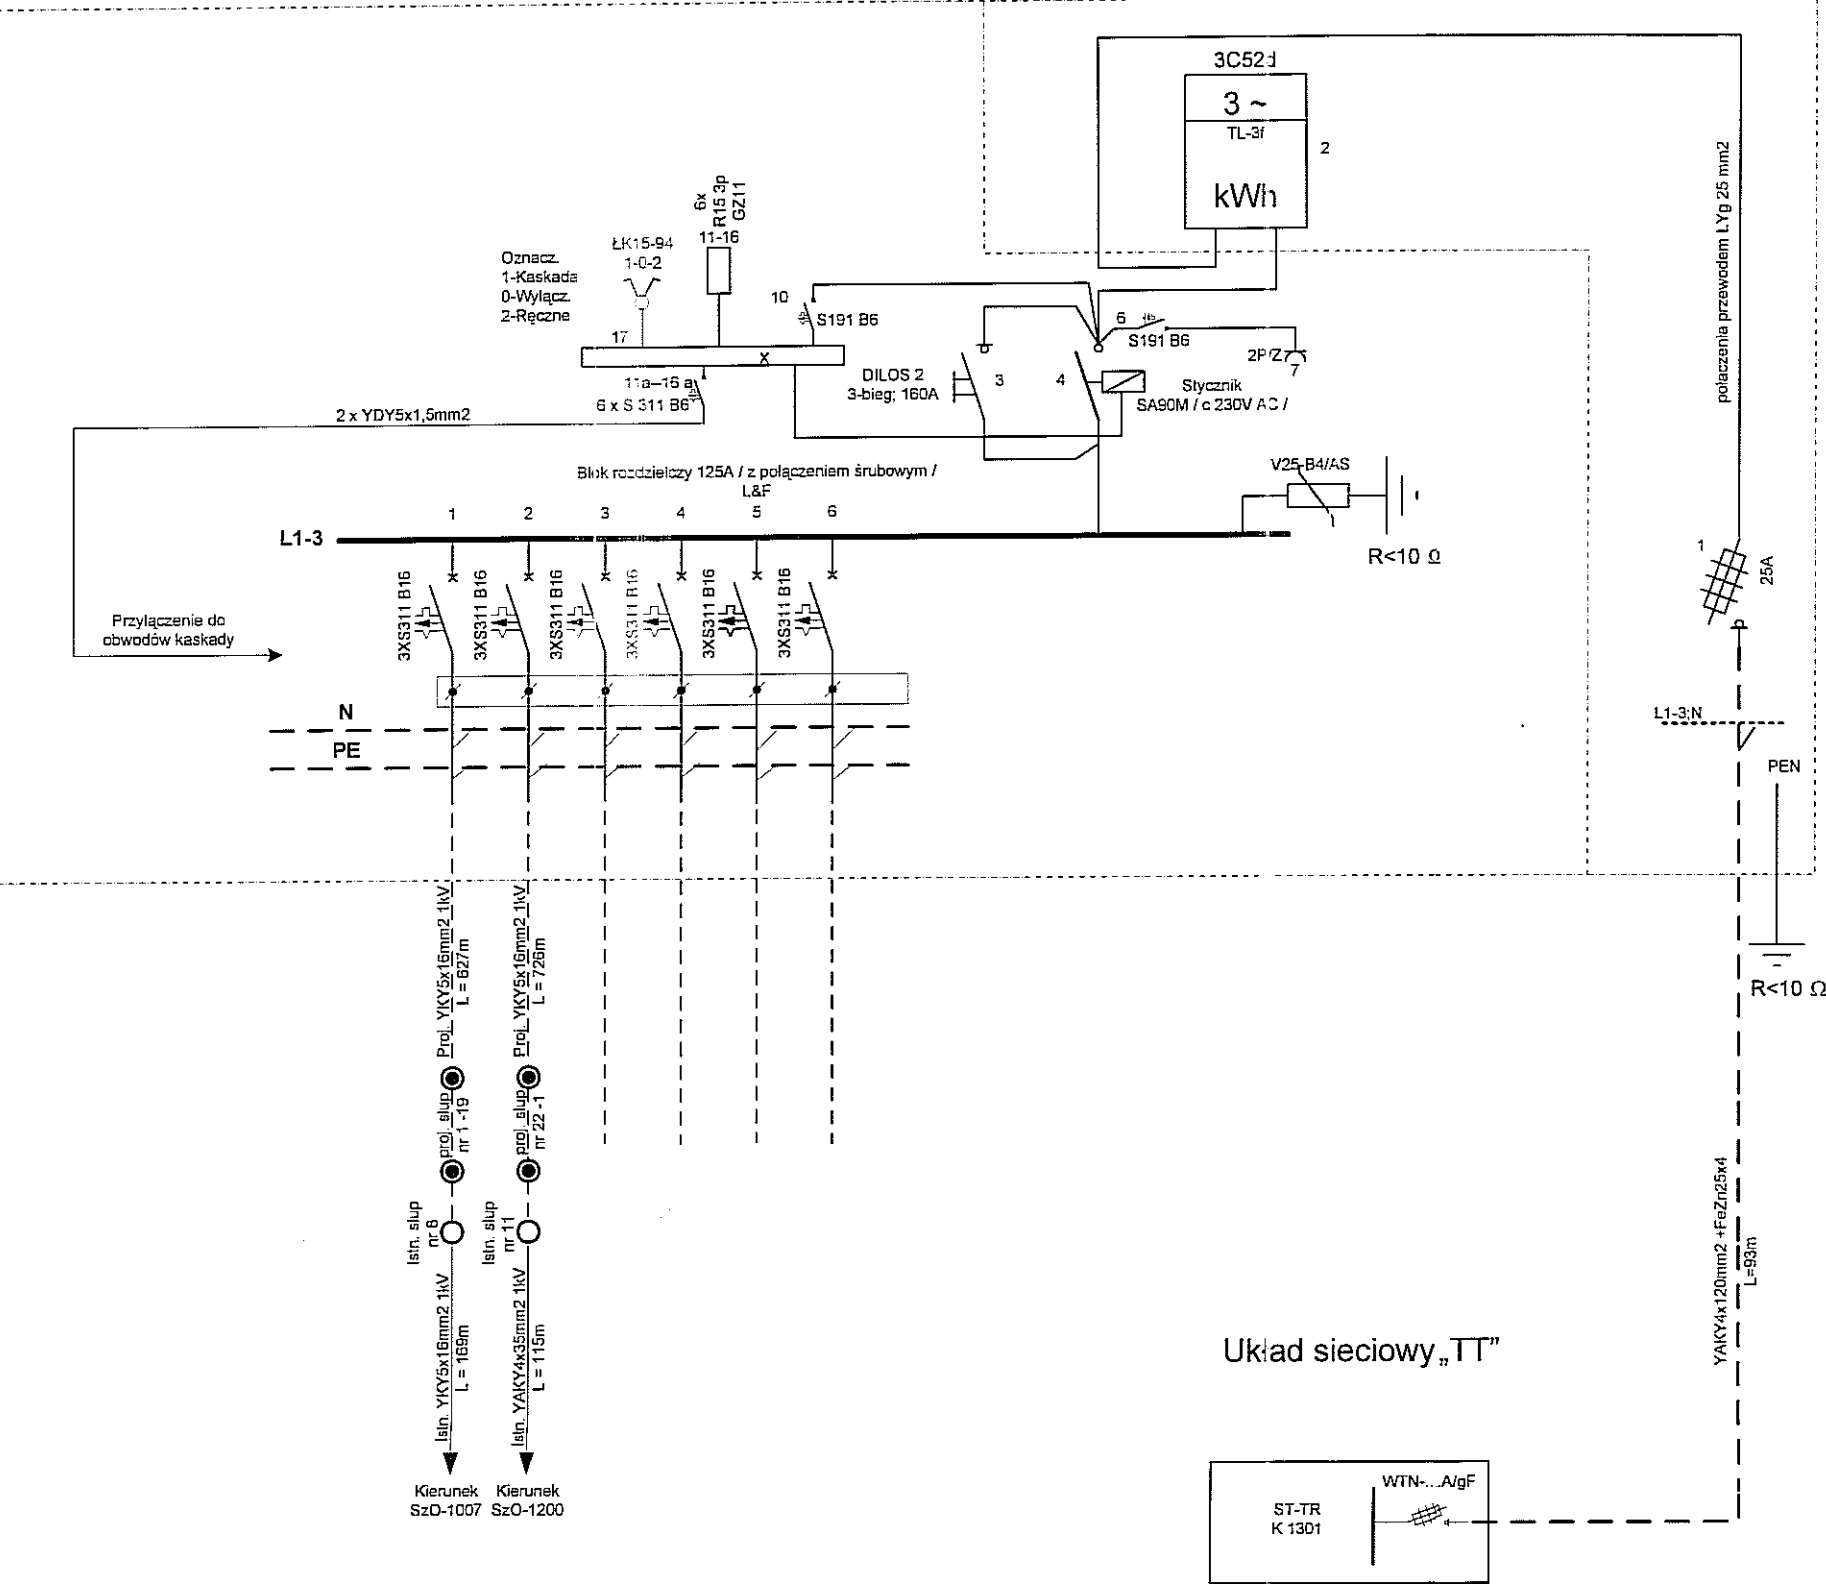 3C52d
3 ~
TL-3f
kWh
2
połączenia przewodem LYg 25 mm2
6x
R15 3p
GZ11
11-16
ŁK15-94
1-0-2
Oznacz.
1-Kaskada
0-Wyłącz.
2-Ręczne
17
X
10
S191 B6
6
S191 B6
2P/Z
7
11a–16 a
6 x S 311 B6
DILOS 2
3-bieg; 160A
3
4
Stycznik
SA90M / c 230V AC /
2 x YDY5x1,5mm2
Blok rozdzielczy 125A / z połączeniem śrubowym /
L&F
V25-B4/AS
R<10 Ω
1
2
3
4
5
6
L1-3
3XS311 B16
3XS311 B16
3XS311 B16
3XS311 B16
3XS311 B16
3XS311 B16
Przyłączenie do
obwodów kaskady
1
25A
N
PE
L1-3;N
PEN
R<10 Ω
Proj. YKY5x16mm2 1kV
L = 627m
Proj. YKY5x16mm2 1kV
L = 726m
proj. słup
nr 1 -19
proj. słup
nr 22 -1
Istn. słup
nr 8
Istn. słup
nr 11
Istn. YKY5x16mm2 1kV
L = 169m
Istn. YAKY4x35mm2 1kV
L = 115m
Kierunek
SzO-1007
Kierunek
SzO-1200
YAKY4x120mm2 +FeZn25x4
L=93m
Układ sieciowy „TT”
ST-TR
K 1301
WTN-...A/gF